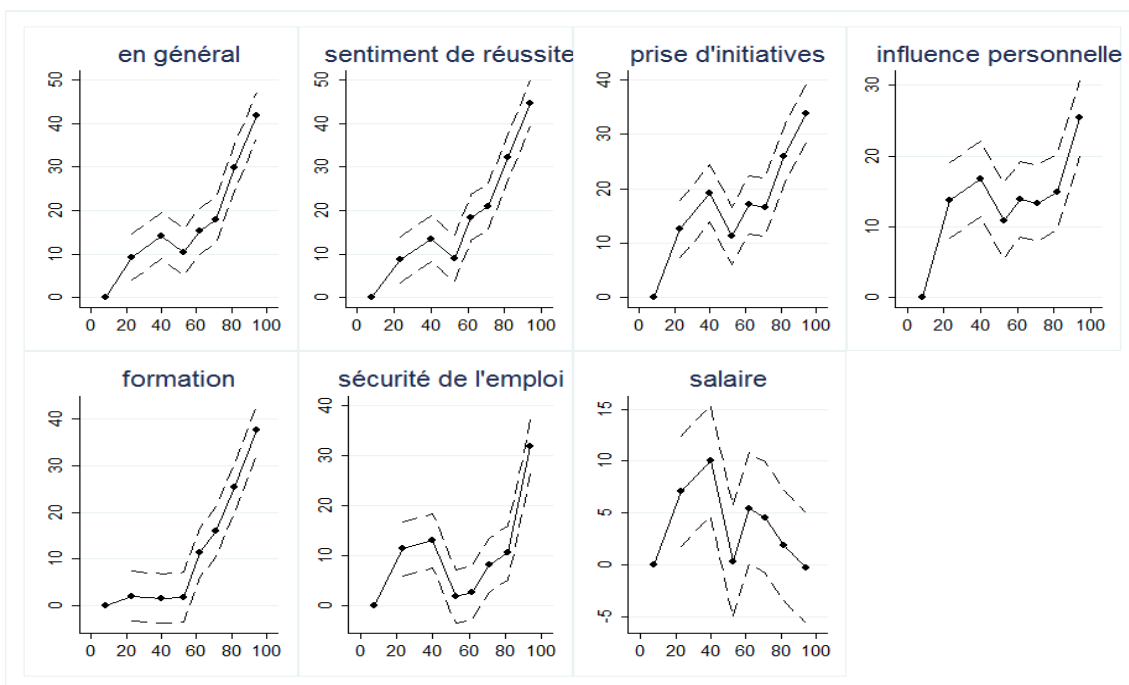 en général
50
40
30
20
10
0
0 20 40 60 80 100
sentiment de réussite
50
40
30
20
10
0
0 20 40 60 80 100
prise d'initiatives
40
30
20
10
0
0 20 40 60 80 100
influence personnelle
30
20
10
0
0 20 40 60 80 100
formation
40
30
20
10
0
0 20 40 60 80 100
sécurité de l'emploi
40
30
20
10
0
0 20 40 60 80 100
salaire
15
10
5
0
-5
0 20 40 60 80 100